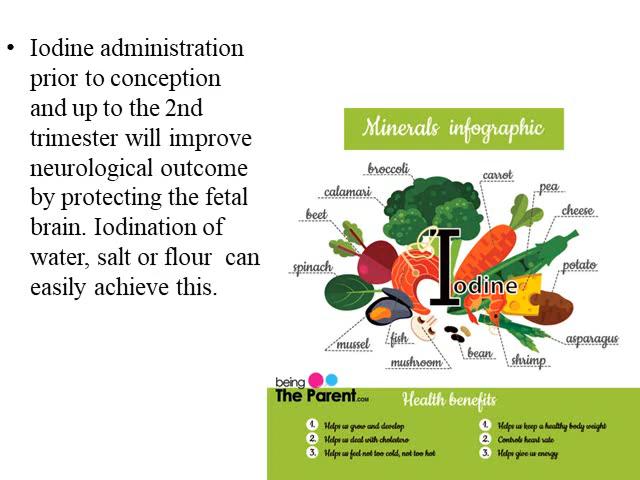 • Iodine administration
prior to conception
and up to the 2nd
trimester will improve
neurological outcome
by protecting the fetal
brain. Iodination of
water, salt or flour can
easily achieve this.
Minerals infographic
broccoli
carrot
calamari
pea
beet
cheese
spinach
potato
Iodine
mussel
fish
mushroom
bean
shrimp
asparagus
being
The Parent.COM
Health benefits
1. Helps us grow and develop
2. Helps us deal with cholatero
3. Helps us feel not too cold, not too hot
1. Helps us keep a healthy body weight
2. Controls heart rate
3. Helps give us energy